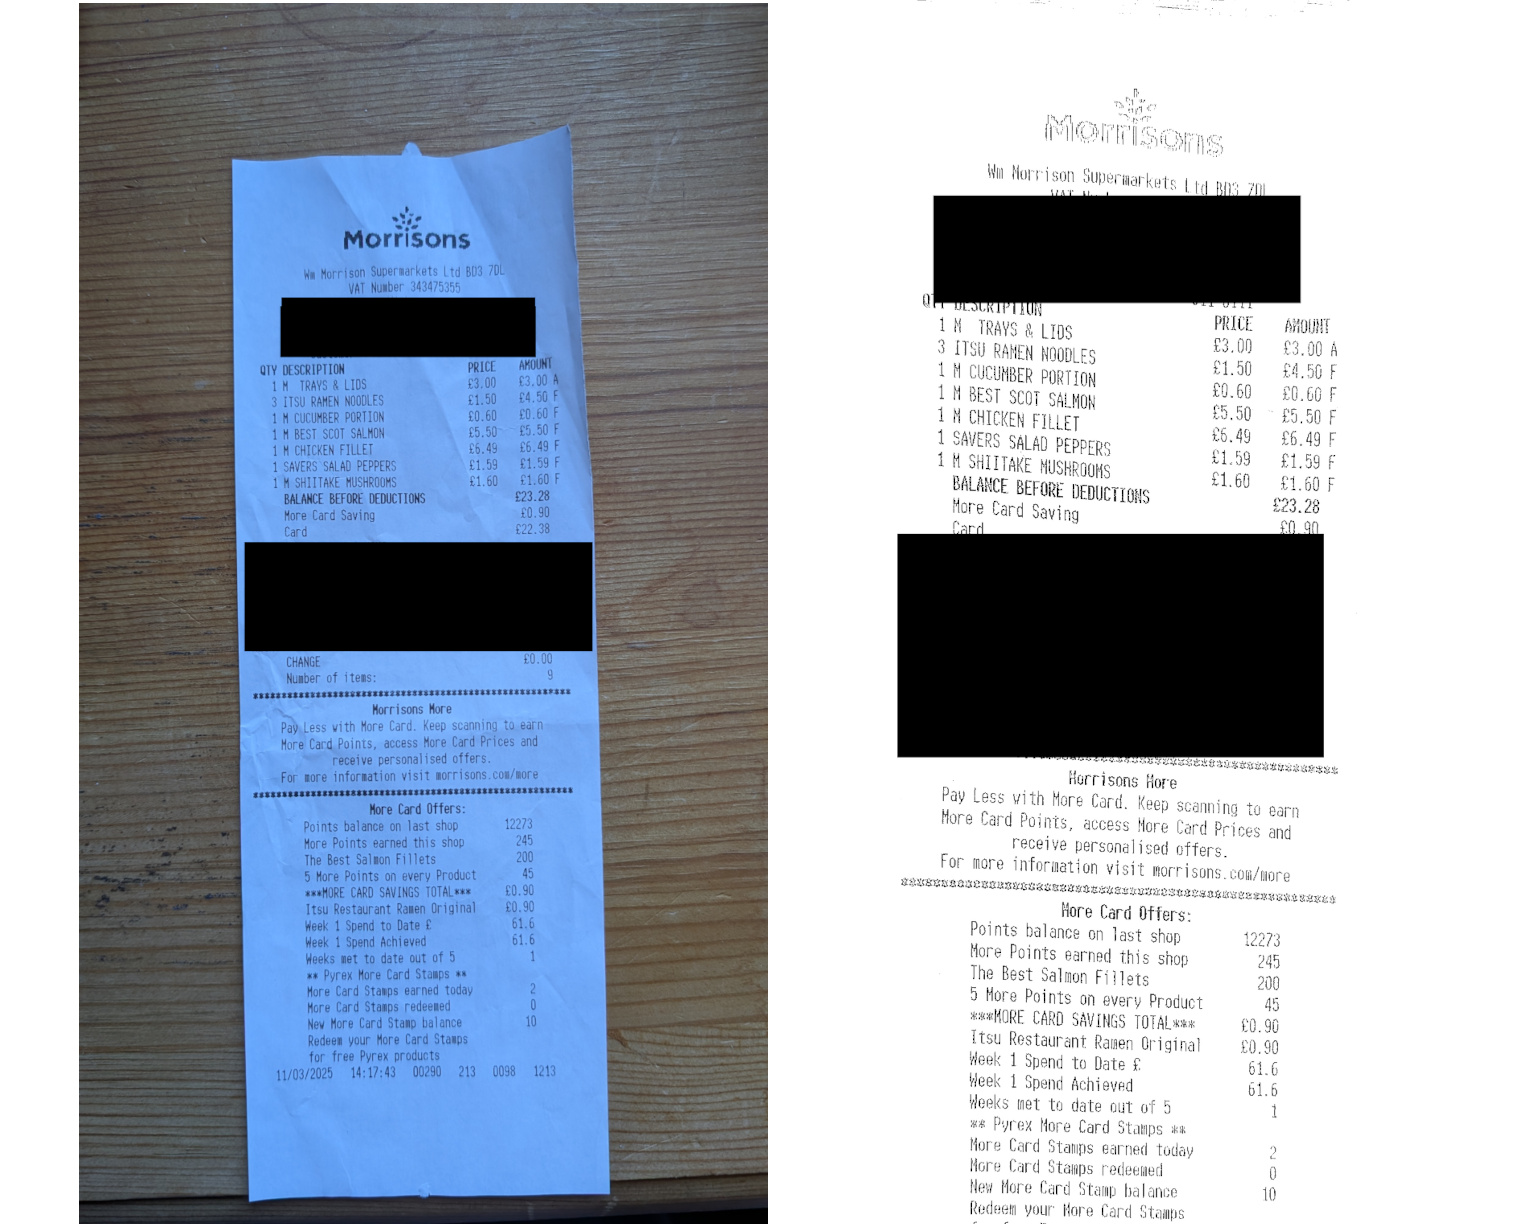 Morrisons
Wm Morrison Supermarkets Ltd BD3 7DL
VAT Number 343475355
QTY DESCRIPTION PRICE AMOUNT
1 M TRAYS & LIDS £3.00 £3.00 A
3 ITSU RAMEN NOODLES £1.50 £4.50 F
1 M CUCUMBER PORTION £0.60 £0.60 F
1 M BEST SCOT SALMON £5.50 £5.50 F
1 M CHICKEN FILLET £6.49 £6.49 F
1 SAVERS SALAD PEPPERS £1.59 £1.59 F
1 M SHIITAKE MUSHROOMS £1.60 £1.60 F
BALANCE BEFORE DEDUCTIONS £23.28
More Card Saving £0.90
Card £22.38
CHANGE £0.00
Number of items: 9
Morrisons More
Pay Less with More Card. Keep scanning to earn
More Card Points, access More Card Prices and
receive personalised offers.
For more information visit morrisons.com/more
More Card Offers:
Points balance on last shop 12273
More Points earned this shop 245
The Best Salmon Fillets 200
5 More Points on every Product 45
***MORE CARD SAVINGS TOTAL*** £0.90
Itsu Restaurant Ramen Original £0.90
Week 1 Spend to Date £ 61.6
Week 1 Spend Achieved 61.6
Weeks met to date out of 5 1
** Pyrex More Card Stamps **
More Card Stamps earned today 2
More Card Stamps redeemed 0
New More Card Stamp balance 10
Redeem your More Card Stamps
for free Pyrex products
11/03/2025 14:17:43 00290 213 0098 1213
Morrisons
Wm Morrison Supermarkets Ltd BD3 7DL
QTY DESCRIPTION PRICE AMOUNT
1 M TRAYS & LIDS £3.00 £3.00 A
3 ITSU RAMEN NOODLES £1.50 £4.50 F
1 M CUCUMBER PORTION £0.60 £0.60 F
1 M BEST SCOT SALMON £5.50 £5.50 F
1 M CHICKEN FILLET £6.49 £6.49 F
1 SAVERS SALAD PEPPERS £1.59 £1.59 F
1 M SHIITAKE MUSHROOMS £1.60 £1.60 F
BALANCE BEFORE DEDUCTIONS £23.28
More Card Saving £0.90
Card
Morrisons More
Pay Less with More Card. Keep scanning to earn
More Card Points, access More Card Prices and
receive personalised offers.
For more information visit morrisons.com/more
More Card Offers:
Points balance on last shop 12273
More Points earned this shop 245
The Best Salmon Fillets 200
5 More Points on every Product 45
***MORE CARD SAVINGS TOTAL*** £0.90
Itsu Restaurant Ramen Original £0.90
Week 1 Spend to Date £ 61.6
Week 1 Spend Achieved 61.6
Weeks met to date out of 5 1
** Pyrex More Card Stamps **
More Card Stamps earned today 2
More Card Stamps redeemed 0
New More Card Stamp balance 10
Redeem your More Card Stamps